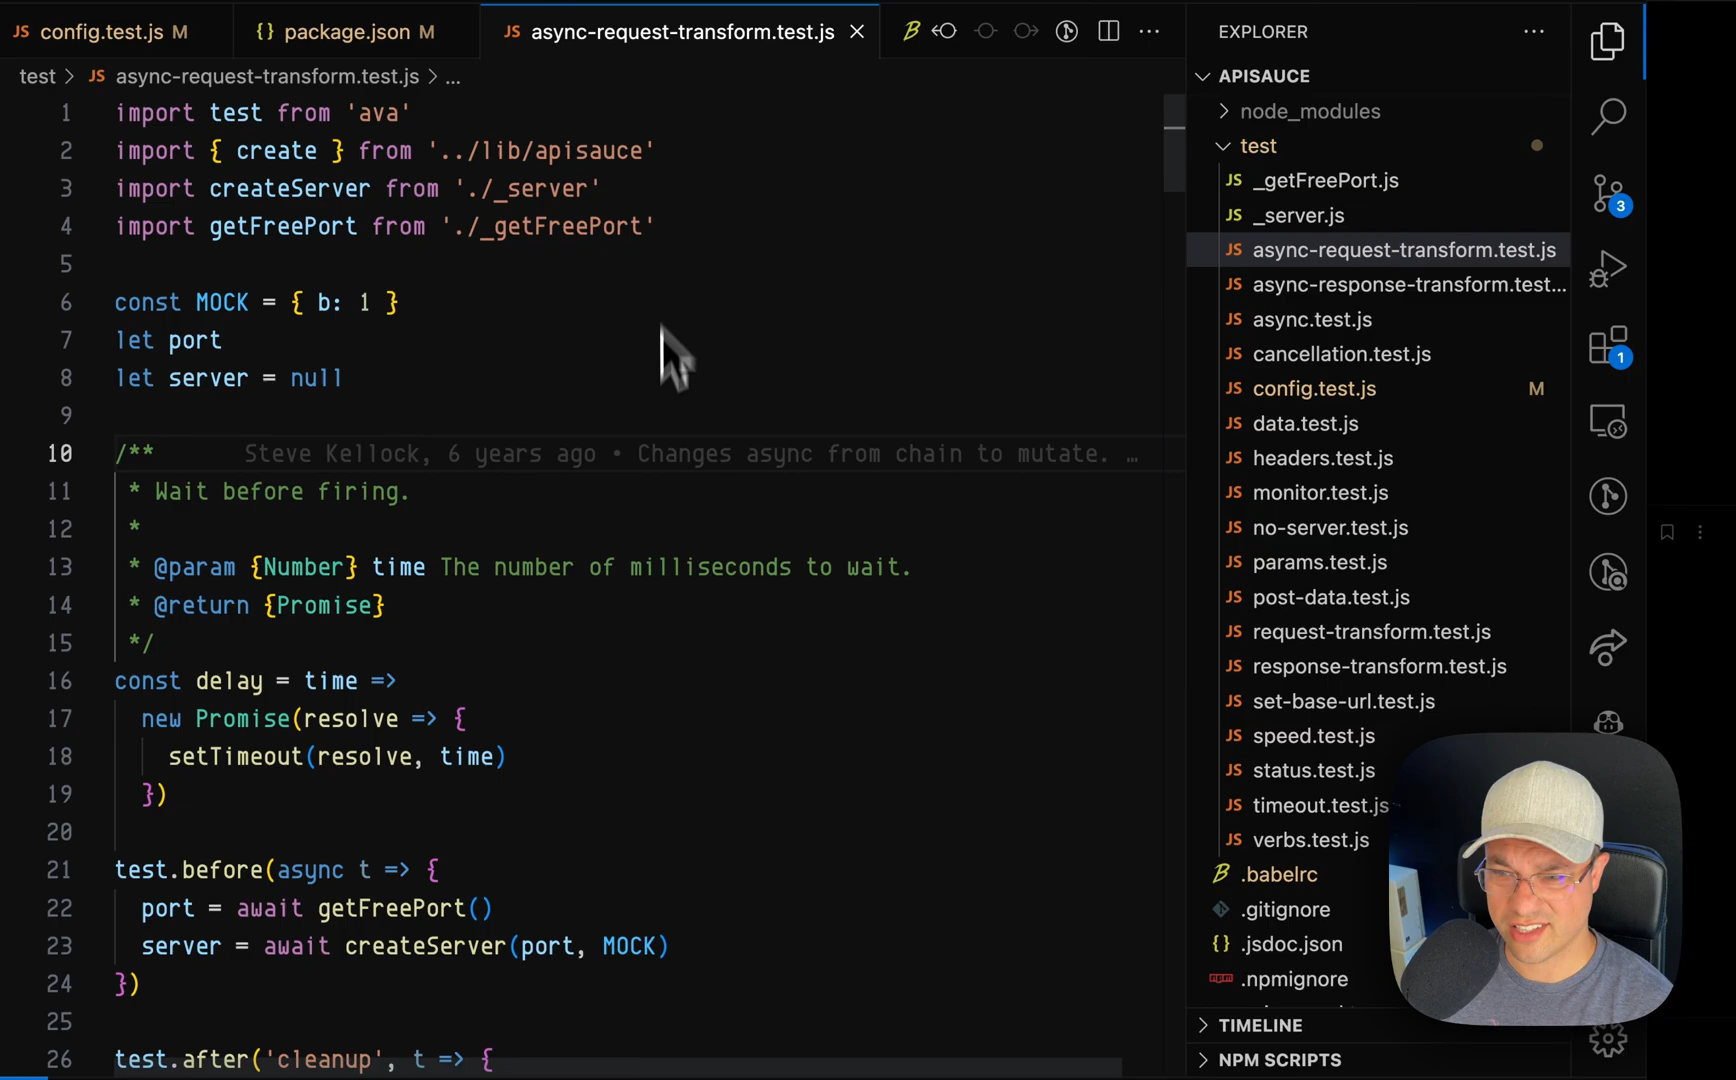 JS config.test.js M
{} package.json M
JS async-request-transform.test.js
test > JS async-request-transform.test.js > ...
1 import test from 'ava'
2 import { create } from '../lib/apisauce'
3 import createServer from './_server'
4 import getFreePort from './_getFreePort'
5
6 const MOCK = { b: 1 }
7 let port
8 let server = null
9
10 /** Steve Kellock, 6 years ago • Changes async from chain to mutate. …
11 * Wait before firing.
12 *
13 * @param {Number} time The number of milliseconds to wait.
14 * @return {Promise}
15 */
16 const delay = time =>
17 new Promise(resolve => {
18 setTimeout(resolve, time)
19 })
20
21 test.before(async t => {
22 port = await getFreePort()
23 server = await createServer(port, MOCK)
24 })
25
26 test.after('cleanup', t => {
EXPLORER
APISAUCE
node_modules
test
JS _getFreePort.js
JS _server.js
JS async-request-transform.test.js
JS async-response-transform.test...
JS async.test.js
JS cancellation.test.js
JS config.test.js M
JS data.test.js
JS headers.test.js
JS monitor.test.js
JS no-server.test.js
JS params.test.js
JS post-data.test.js
JS request-transform.test.js
JS response-transform.test.js
JS set-base-url.test.js
JS speed.test.js
JS status.test.js
JS timeout.test.js
JS verbs.test.js
.babelrc
.gitignore
{} .jsdoc.json
npm .npmignore
TIMELINE
NPM SCRIPTS
3
1